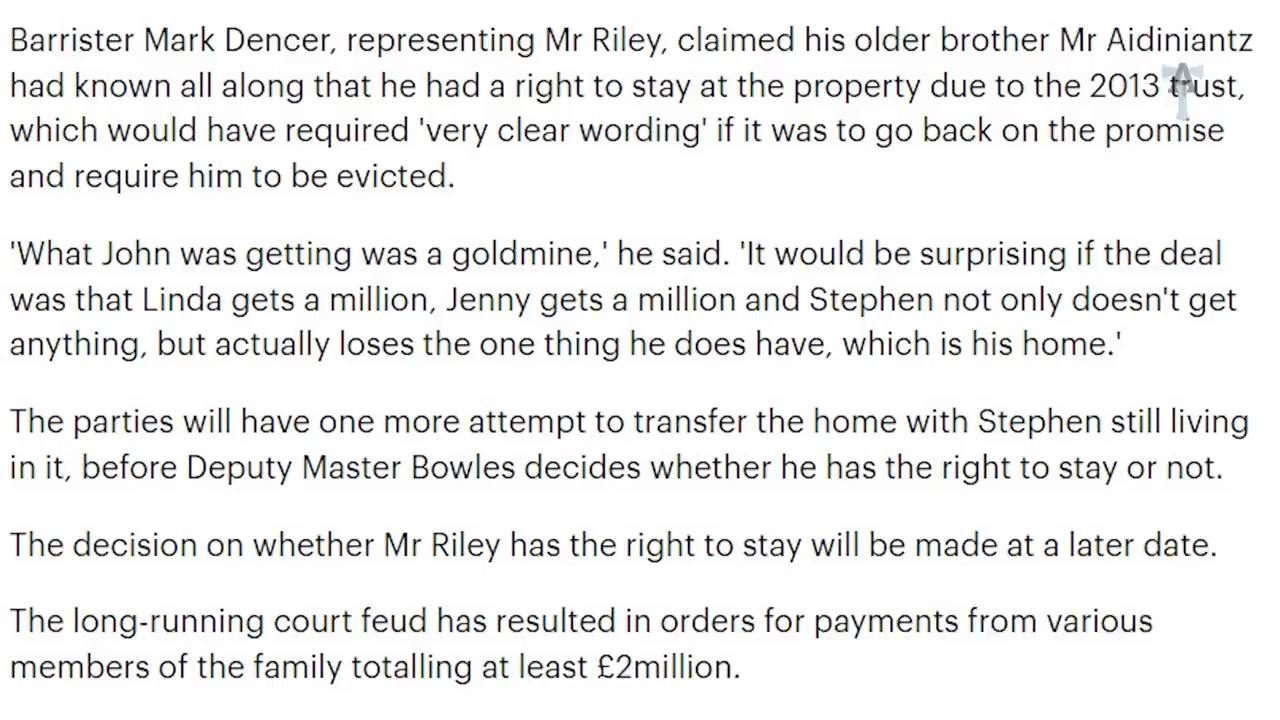 Barrister Mark Dencer, representing Mr Riley, claimed his older brother Mr Aidiniantz
had known all along that he had a right to stay at the property due to the 2013 trust,
which would have required 'very clear wording' if it was to go back on the promise
and require him to be evicted.
'What John was getting was a goldmine,' he said. 'It would be surprising if the deal
was that Linda gets a million, Jenny gets a million and Stephen not only doesn't get
anything, but actually loses the one thing he does have, which is his home.'
The parties will have one more attempt to transfer the home with Stephen still living
in it, before Deputy Master Bowles decides whether he has the right to stay or not.
The decision on whether Mr Riley has the right to stay will be made at a later date.
The long-running court feud has resulted in orders for payments from various
members of the family totalling at least £2million.